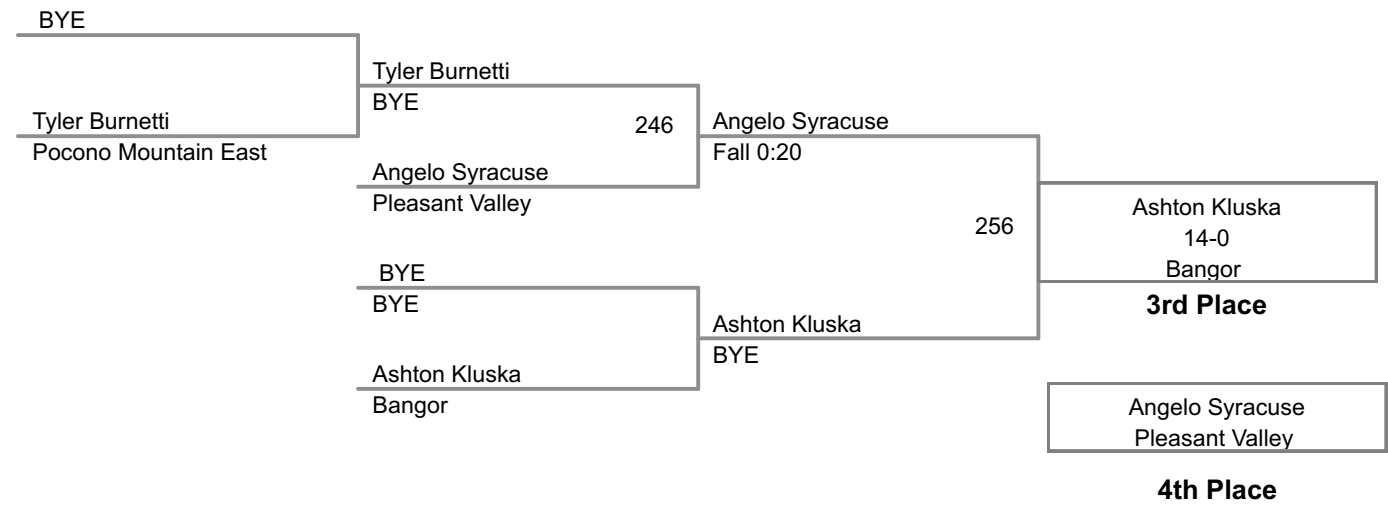 BYE
Tyler Burnetti
Pocono Mountain East
Tyler Burnetti
BYE
246
Angelo Syracuse
Pleasant Valley
BYE
BYE
Ashton Kluska
Bangor
Angelo Syracuse
Fall 0:20
256
Ashton Kluska
BYE
Ashton Kluska
14-0
Bangor
3rd Place
Angelo Syracuse
Pleasant Valley
4th Place